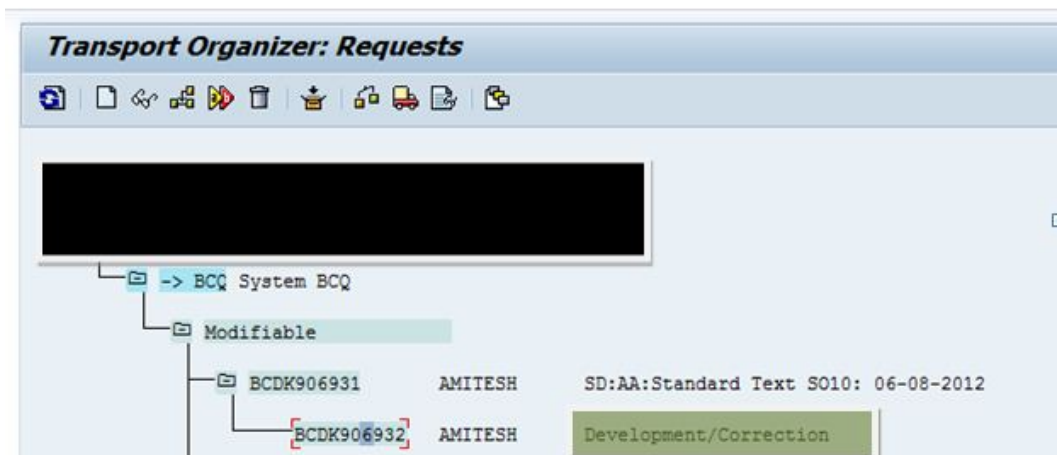 Transport Organizer: Requests
-> BCQ System BCQ
Modifiable
BCDK906931 AMITESH SD:AA:Standard Text SO10: 06-08-2012
BCDK906932 AMITESH Development/Correction